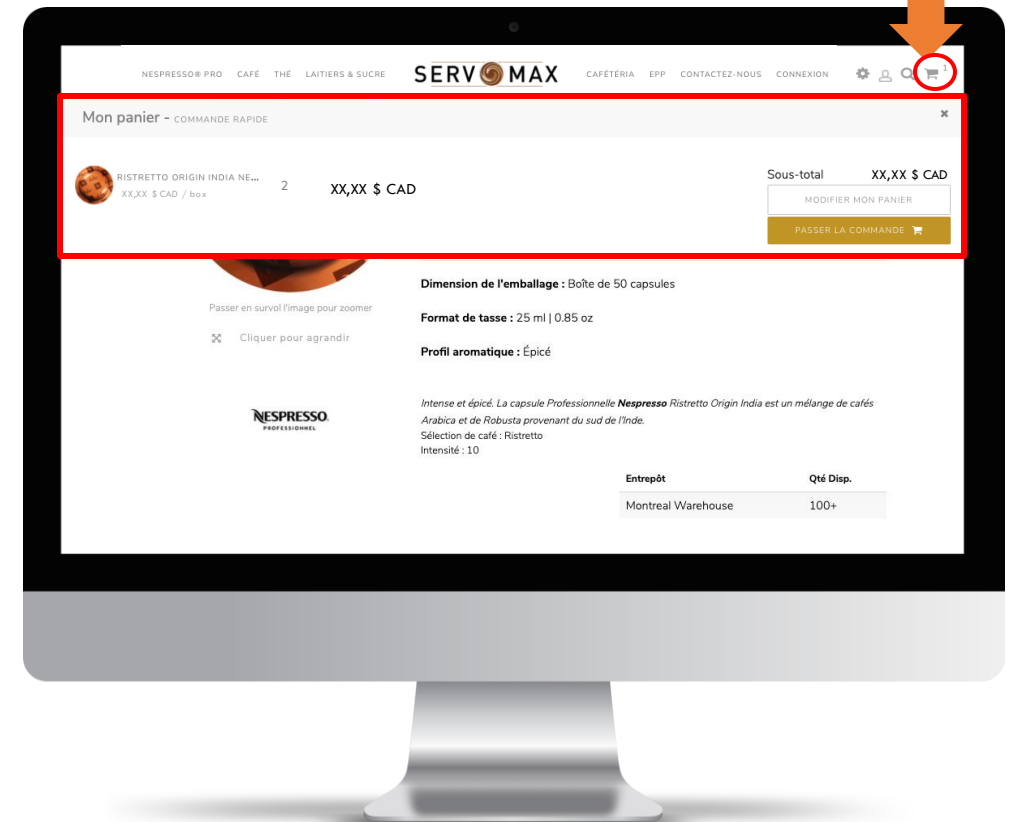 NESPRESSO® PRO CAFÉ THÉ LAITIERS & SUCRE SERVOMAX CAFÉTÉRIA EPP CONTACTEZ-NOUS CONNEXION 1
Mon panier - COMMANDE RAPIDE
RISTRETTO ORIGIN INDIA NE...
XX,XX $ CAD / box
2
XX,XX $ CAD
Sous-total XX,XX $ CAD
MODIFIER MON PANIER
PASSER LA COMMANDE
Passer en survol l'image pour zoomer
Cliquer pour agrandir
NESPRESSO.
PROFESSIONNEL
Dimension de l'emballage : Boîte de 50 capsules
Format de tasse : 25 ml | 0.85 oz
Profil aromatique : Épicé
Intense et épicé. La capsule Professionnelle Nespresso Ristretto Origin India est un mélange de cafés
Arabica et de Robusta provenant du sud de l'Inde.
Sélection de café : Ristretto
Intensité : 10
Entrepôt Qté Disp.
Montreal Warehouse 100+